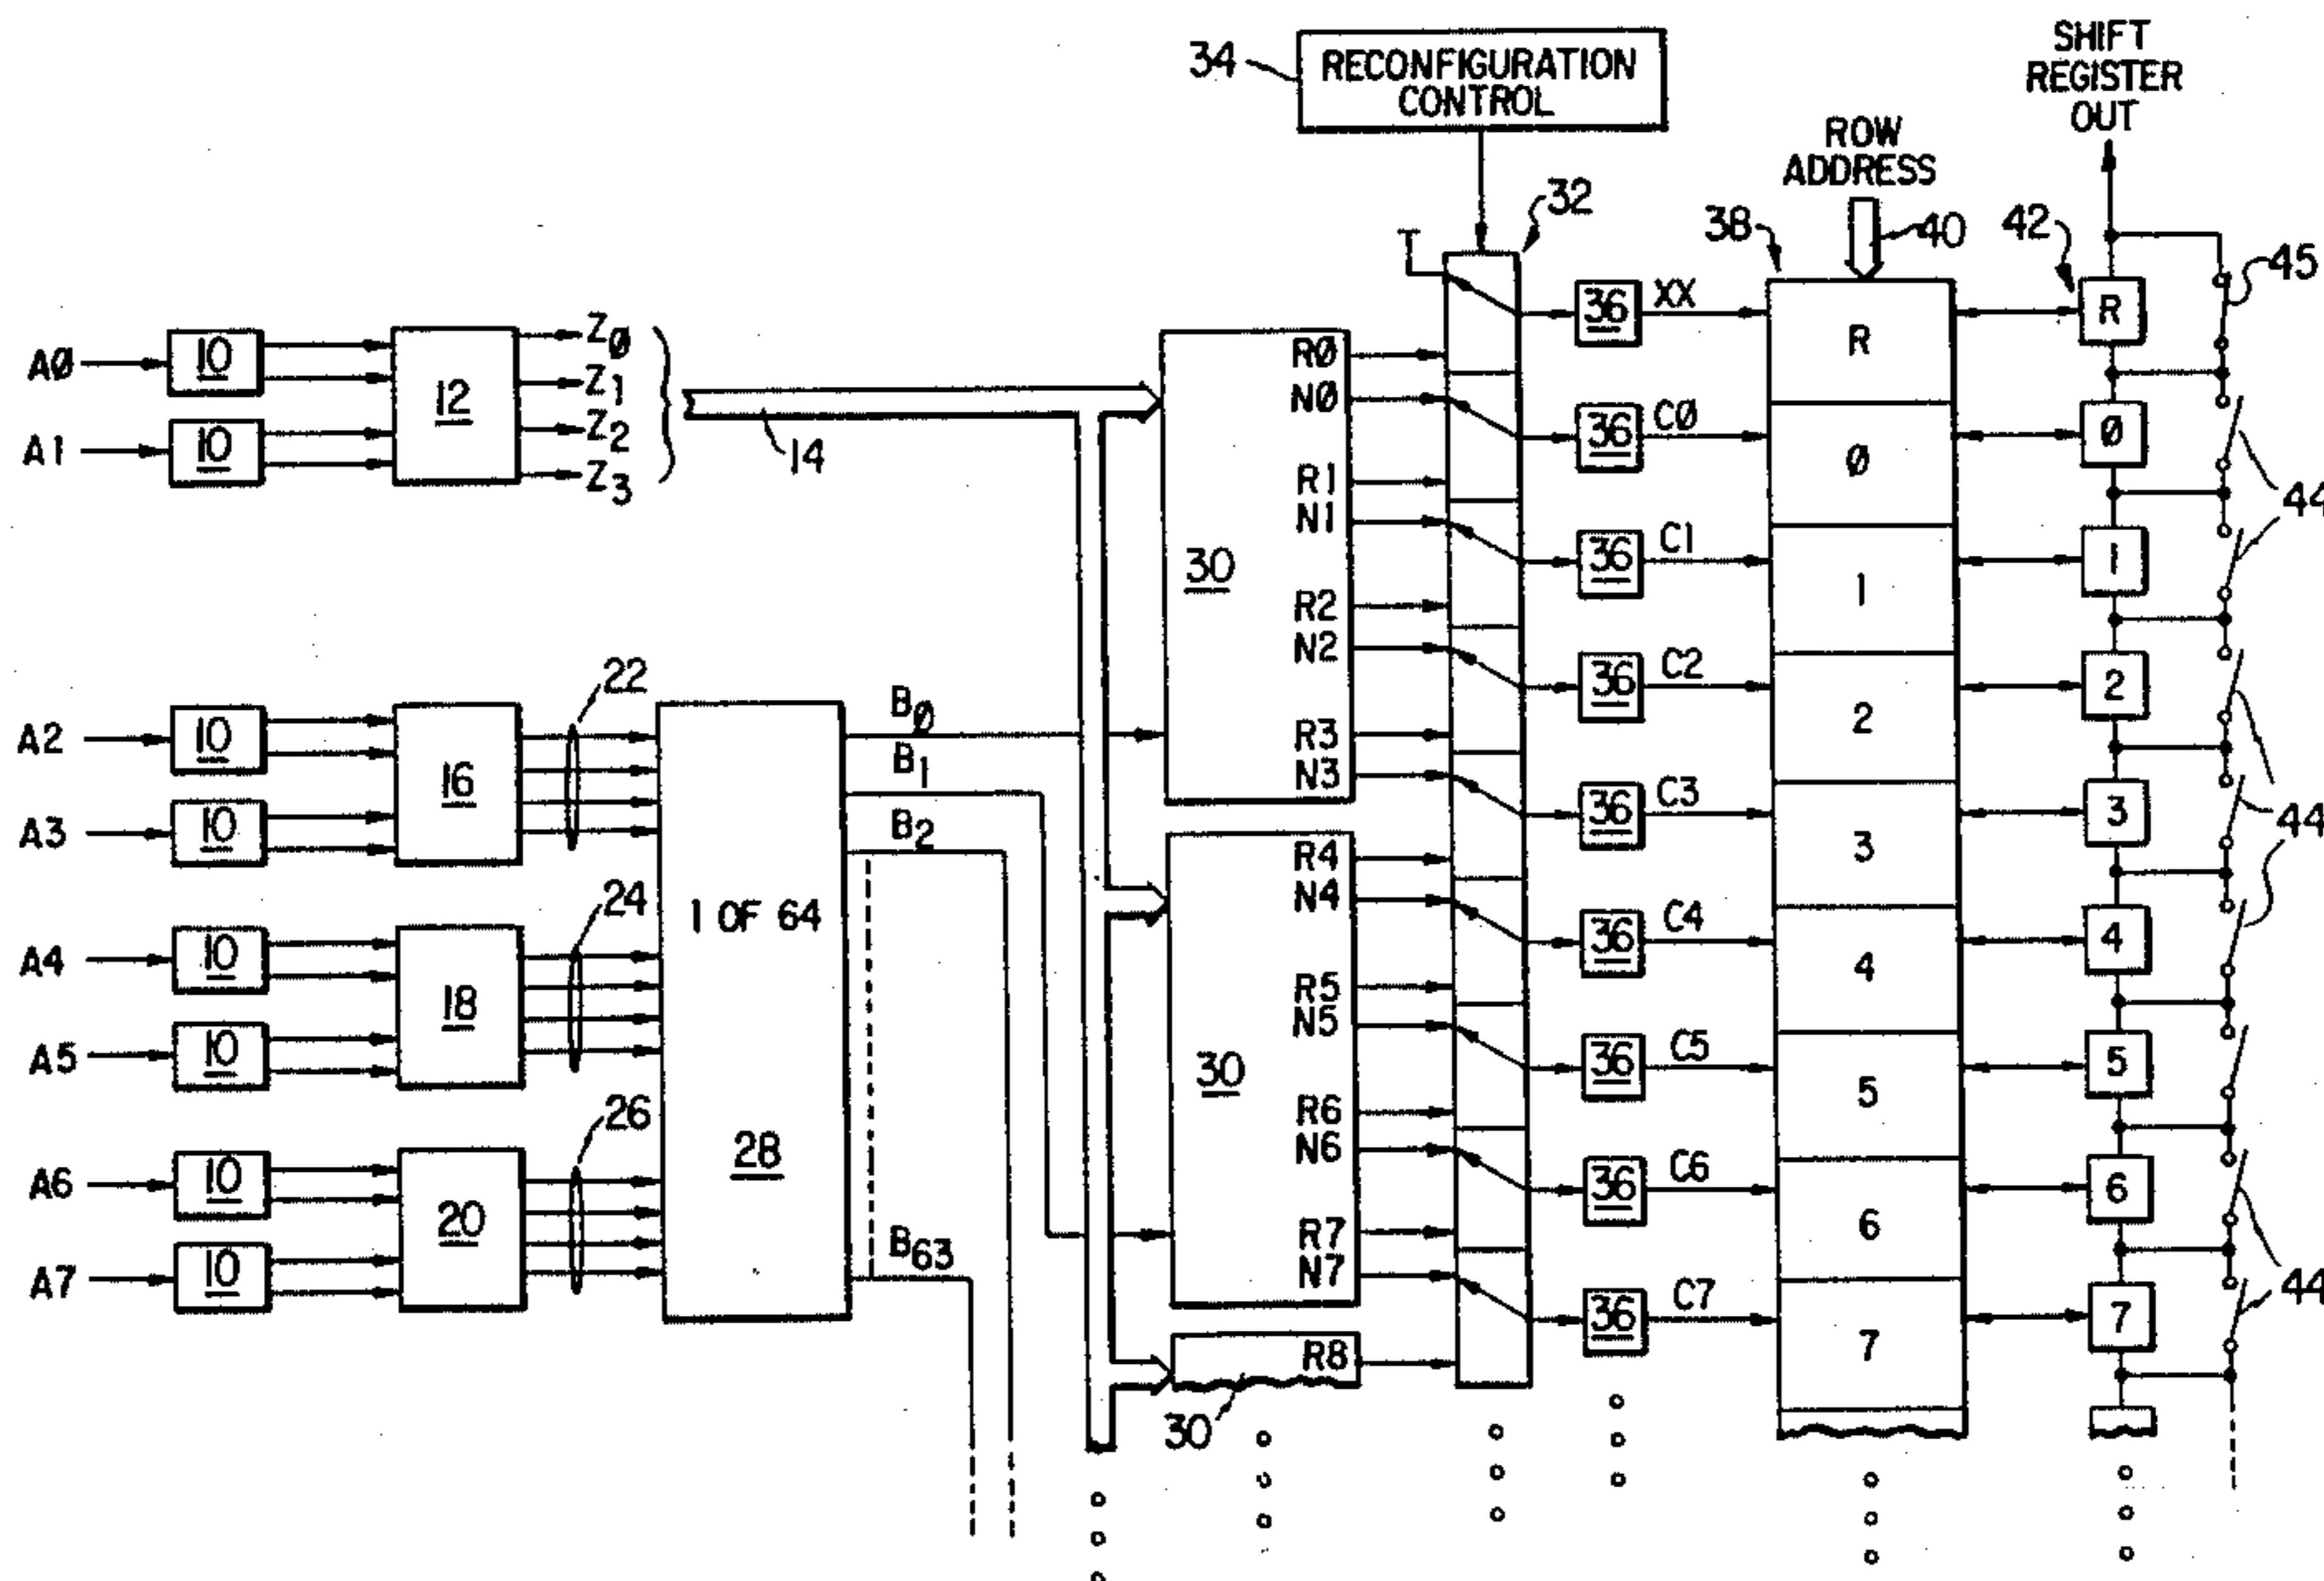 34
RECONFIGURATION
CONTROL
SHIFT
REGISTER
OUT
ROW
ADDRESS
32
38
40
42
45
A0 10
A1 10
12
Z0
Z1
Z2
Z3
14
30
R0
N0
R1
N1
R2
N2
R3
N3
36 XX
36 C0
36 C1
36 C2
36 C3
36 C4
36 C5
36 C6
36 C7
R
0
1
2
3
4
5
6
7
R
0
1
2
3
4
5
6
7
44
44
44
A2 10
A3 10
16
22
A4 10
A5 10
18
24
A6 10
A7 10
20
26
1 OF 64
28
B0
B1
B2
B63
30
R4
N4
R5
N5
R6
N6
R7
N7
R8
30